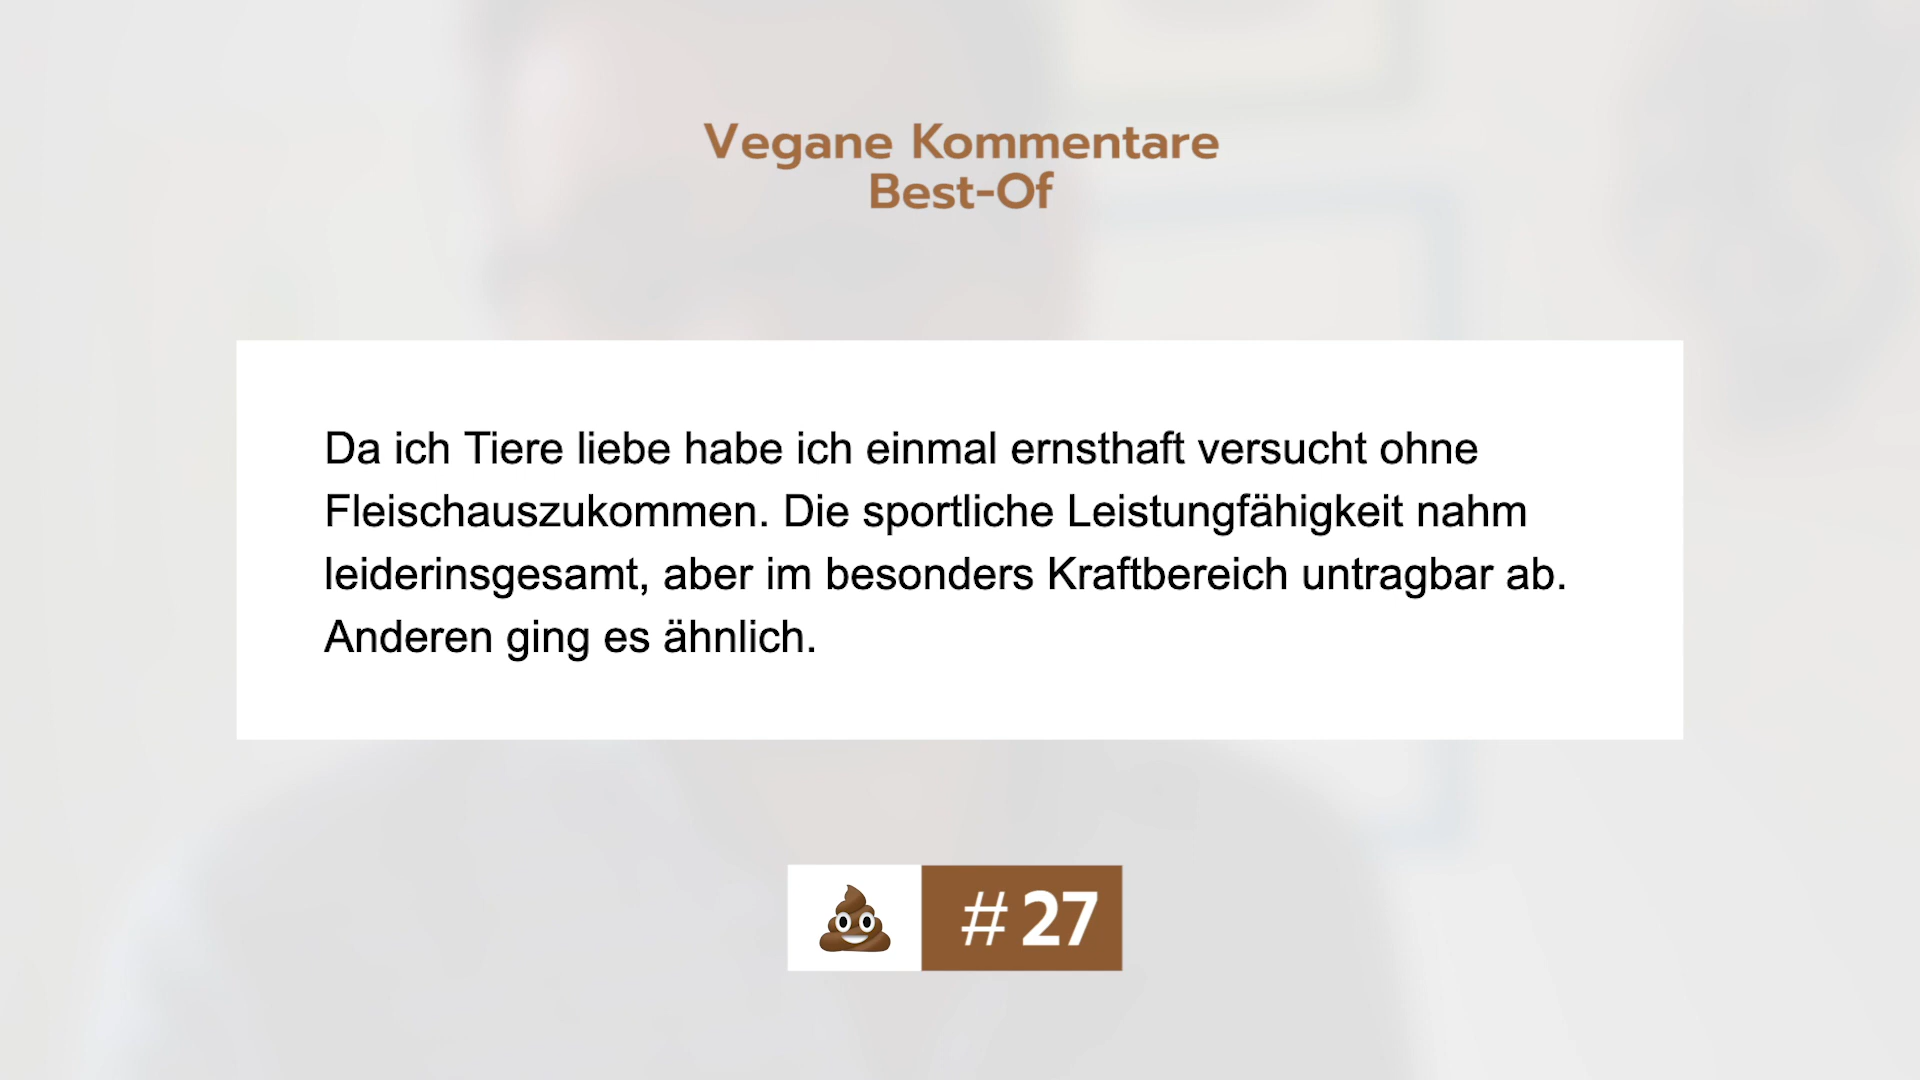 Vegane Kommentare
Best-Of
Da ich Tiere liebe habe ich einmal ernsthaft versucht ohne
Fleischauszukommen. Die sportliche Leistungfähigkeit nahm
leiderinsgesamt, aber im besonders Kraftbereich untragbar ab.
Anderen ging es ähnlich.
#27